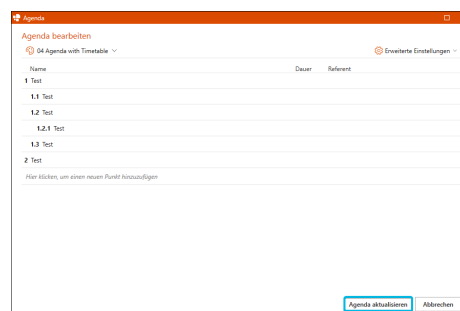 Agenda
Agenda bearbeiten
04 Agenda with Timetable
Erweiterte Einstellungen
Name Dauer Referent
1 Test
1.1 Test
1.2 Test
1.2.1 Test
1.3 Test
2 Test
Hier klicken, um einen neuen Punkt hinzuzufügen
Agenda aktualisieren Abbrechen